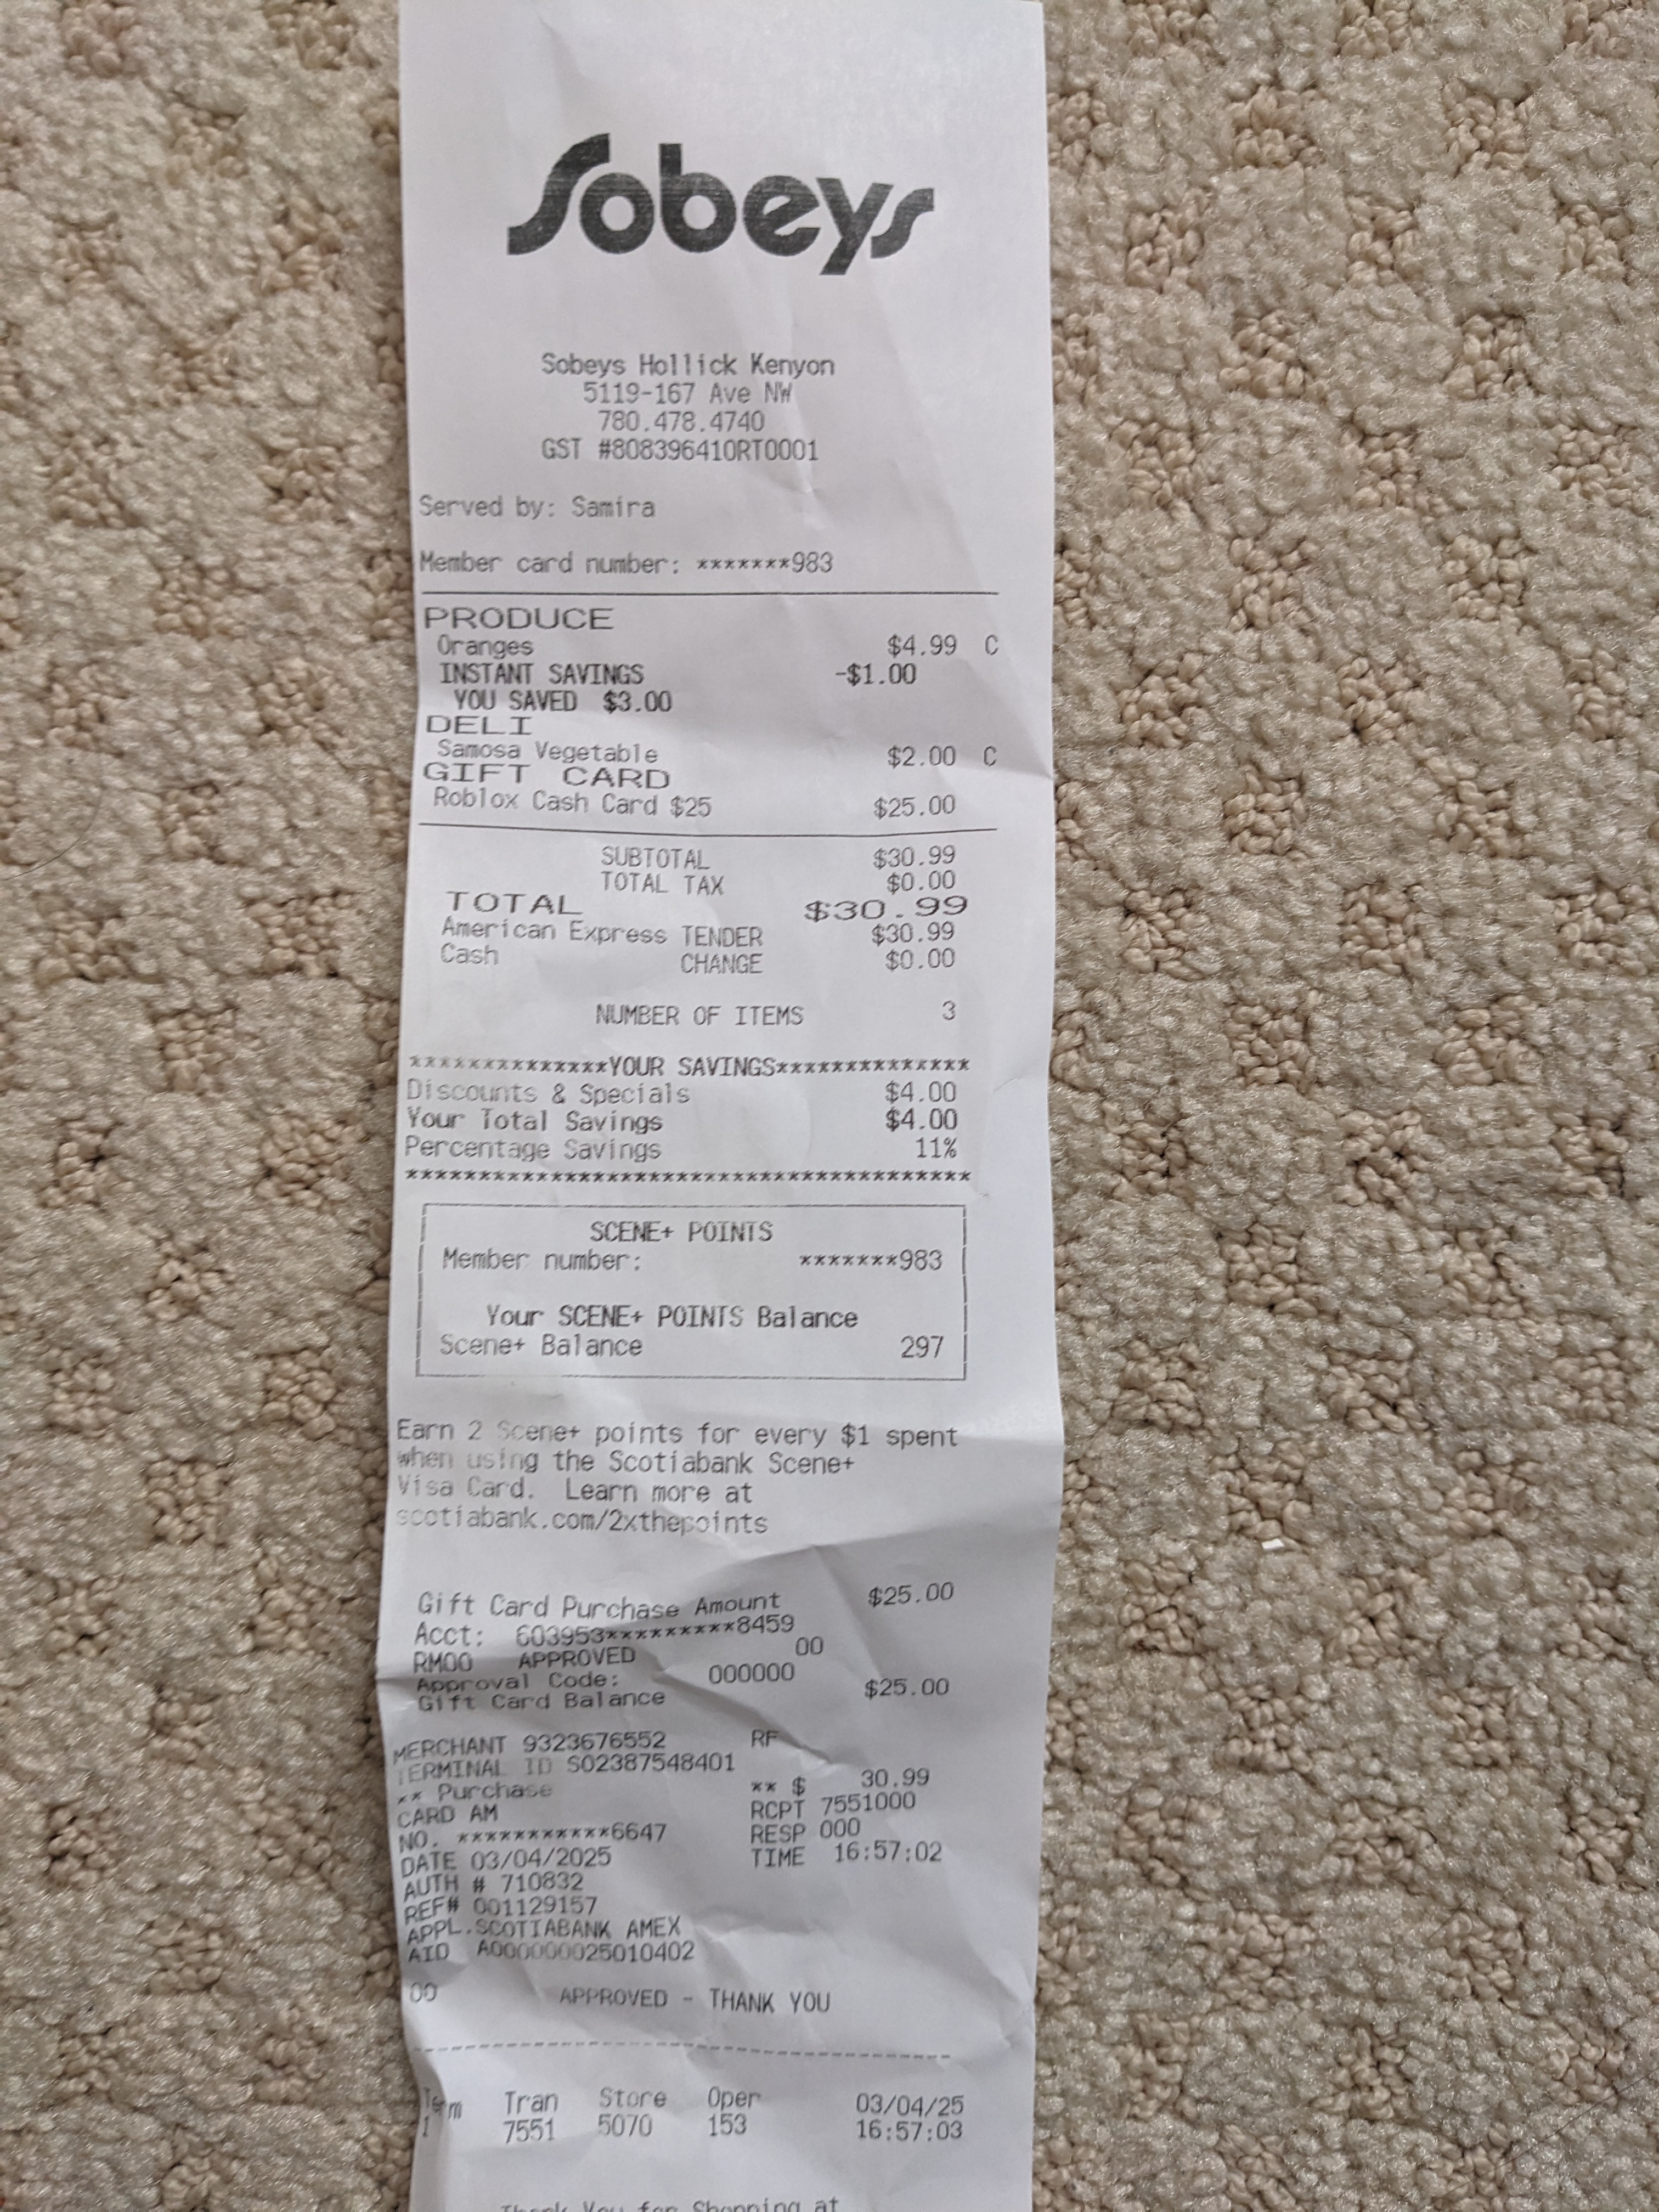 Sobeys
Sobeys Hollick Kenyon
5119-167 Ave NW
780.478.4740
GST #808396410RT0001
Served by: Samira
Member card number: *******983
PRODUCE
Oranges $4.99 C
INSTANT SAVINGS -$1.00
YOU SAVED $3.00
DELI
Samosa Vegetable $2.00 C
GIFT CARD
Roblox Cash Card $25 $25.00
SUBTOTAL $30.99
TOTAL TAX $0.00
TOTAL $30.99
American Express TENDER $30.99
Cash CHANGE $0.00
NUMBER OF ITEMS 3
**************YOUR SAVINGS**************
Discounts & Specials $4.00
Your Total Savings $4.00
Percentage Savings 11%
****************************************
SCENE+ POINTS
Member number: *******983
Your SCENE+ POINTS Balance
Scene+ Balance 297
Earn 2 Scene+ points for every $1 spent
when using the Scotiabank Scene+
Visa Card. Learn more at
scotiabank.com/2xthepoints
Gift Card Purchase Amount $25.00
Acct: 603953*********8459
RM00 APPROVED 00
Approval Code: 000000
Gift Card Balance $25.00
MERCHANT 9323676552 RF
TERMINAL ID S02387548401
** Purchase ** $ 30.99
CARD AM RCPT 7551000
NO. ***********6647 RESP 000
DATE 03/04/2025 TIME 16:57:02
AUTH # 710832
REF# 001129157
APPL.SCOTIABANK AMEX
AID A000000025010402
00 APPROVED - THANK YOU
Term Tran Store Oper 03/04/25
1 7551 5070 153 16:57:03
Thank You for Shopping at